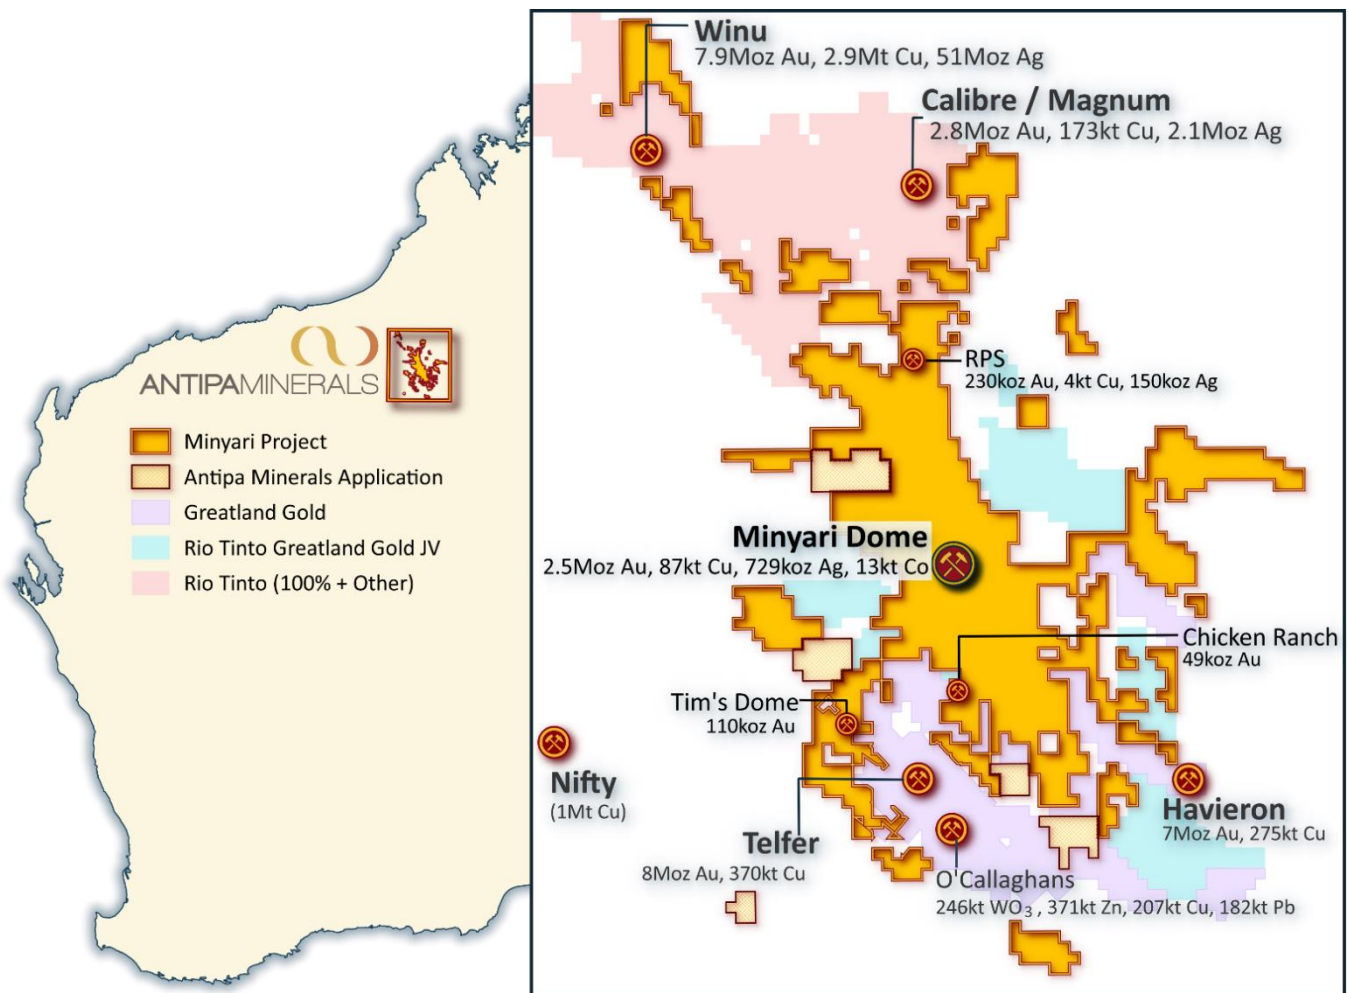 Winu
7.9Moz Au, 2.9Mt Cu, 51Moz Ag
Calibre / Magnum
2.8Moz Au, 173kt Cu, 2.1Moz Ag
ANTIPAMINERALS
Minyari Project
Antipa Minerals Application
Greatland Gold
Rio Tinto Greatland Gold JV
Rio Tinto (100% + Other)
RPS
230koz Au, 4kt Cu, 150koz Ag
Minyari Dome
2.5Moz Au, 87kt Cu, 729koz Ag, 13kt Co
Chicken Ranch
49koz Au
Tim's Dome
110koz Au
Nifty
(1Mt Cu)
Havieron
7Moz Au, 275kt Cu
Telfer
8Moz Au, 370kt Cu
O'Callaghans
246kt WO₃ , 371kt Zn, 207kt Cu, 182kt Pb